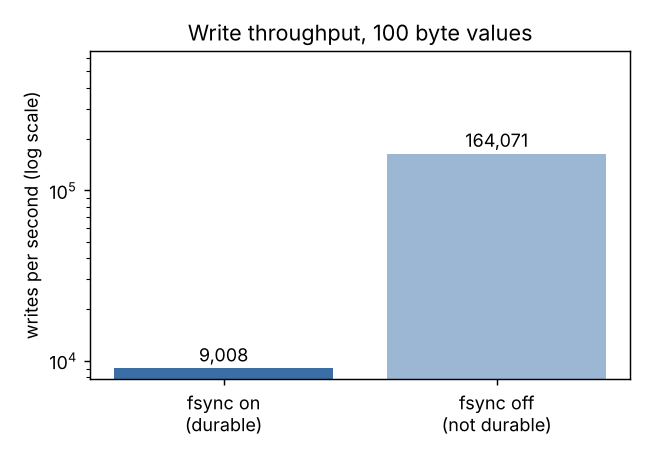 Write throughput, 100 byte values
writes per second (log scale)
10⁵
10⁴
9,008
164,071
fsync on
(durable)
fsync off
(not durable)